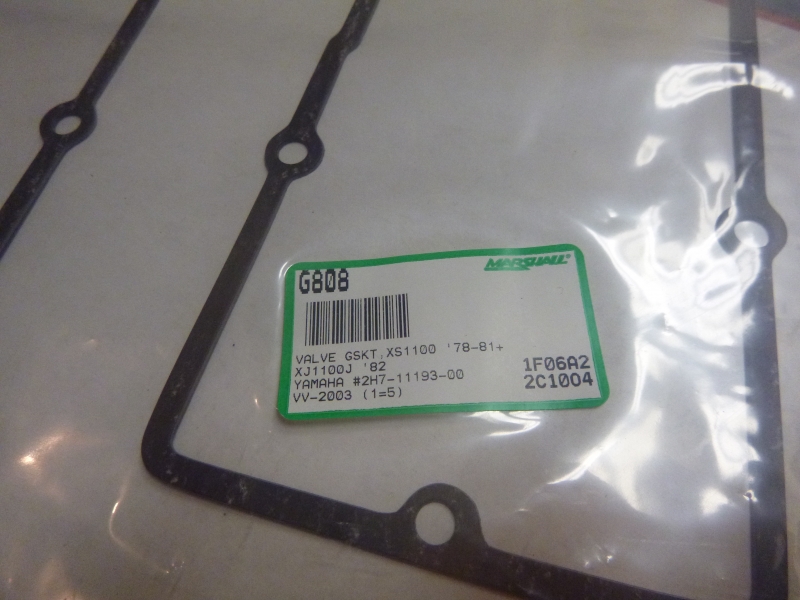 MARSHALL
G808
VALVE GSKT,XS1100 '78-81+
XJ1100J '82
YAMAHA #2H7-11193-00
VV-2003 (1=5)
1F06A2
2C1004